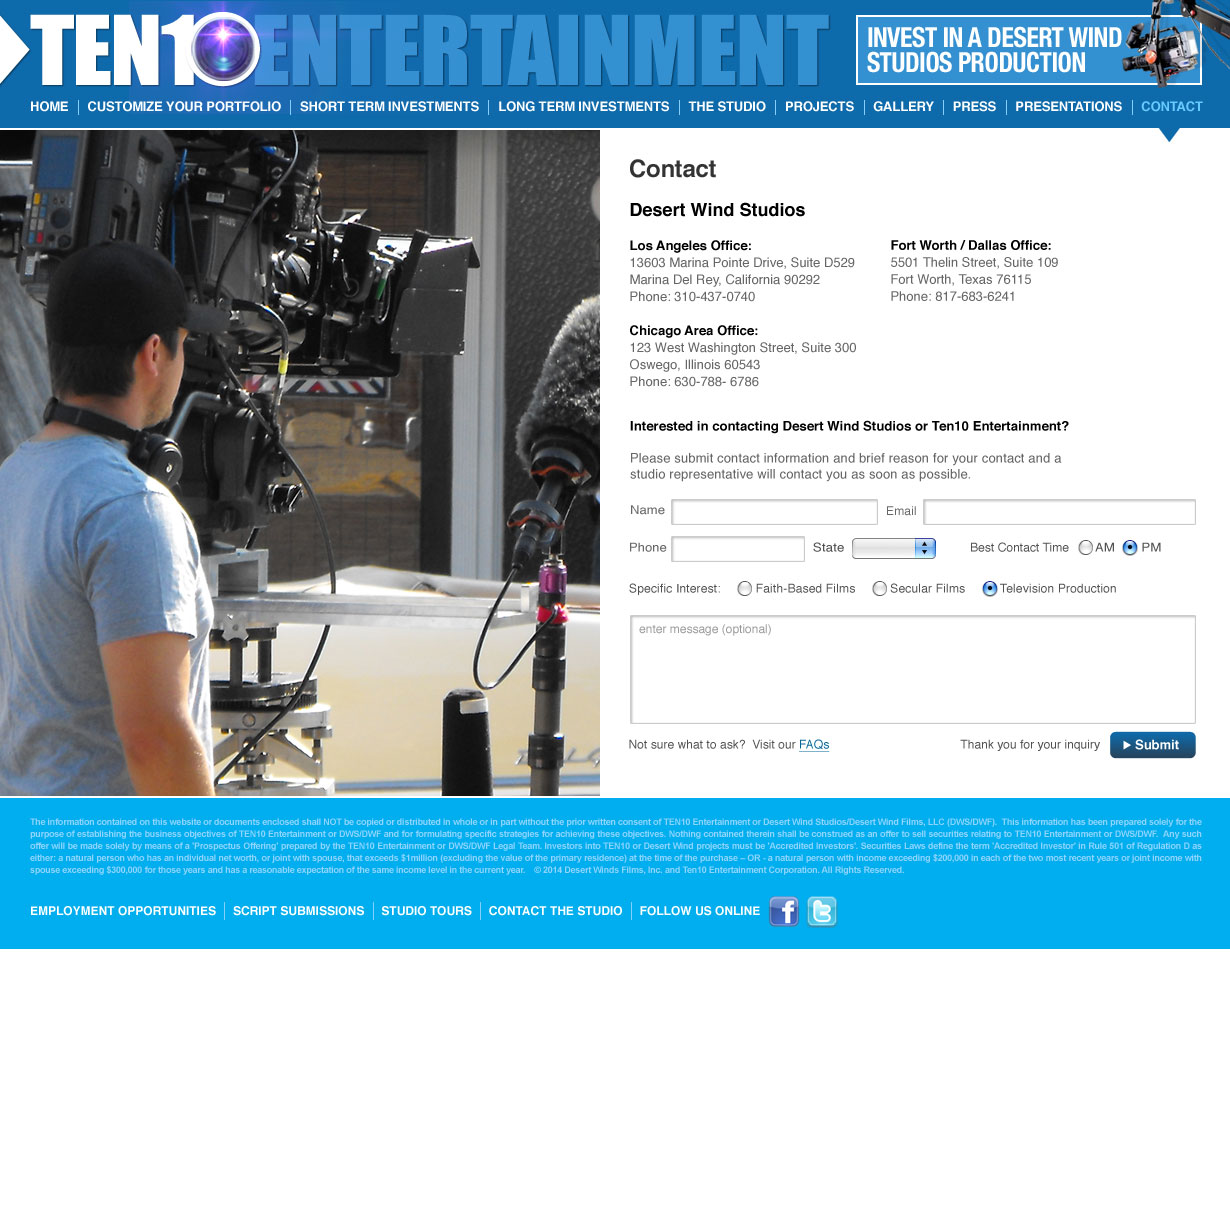 TEN10 ENTERTAINMENT
INVEST IN A DESERT WIND
STUDIOS PRODUCTION
HOME CUSTOMIZE YOUR PORTFOLIO SHORT TERM INVESTMENTS LONG TERM INVESTMENTS THE STUDIO PROJECTS GALLERY PRESS PRESENTATIONS CONTACT
Contact
Desert Wind Studios
Los Angeles Office:
13603 Marina Pointe Drive, Suite D529
Marina Del Rey, California 90292
Phone: 310-437-0740
Fort Worth / Dallas Office:
5501 Thelin Street, Suite 109
Fort Worth, Texas 76115
Phone: 817-683-6241
Chicago Area Office:
123 West Washington Street, Suite 300
Oswego, Illinois 60543
Phone: 630-788- 6786
Interested in contacting Desert Wind Studios or Ten10 Entertainment?
Please submit contact information and brief reason for your contact and a
studio representative will contact you as soon as possible.
Name Email
Phone State Best Contact Time AM PM
Specific Interest: Faith-Based Films Secular Films Television Production
enter message (optional)
Not sure what to ask? Visit our FAQs Thank you for your inquiry Submit
The information contained on this website or documents enclosed shall NOT be copied or distributed in whole or in part without the prior written consent of TEN10 Entertainment or Desert Wind Studios/Desert Wind Films, LLC (DWS/DWF). This information has been prepared solely for the
purpose of establishing the business objectives of TEN10 Entertainment or DWS/DWF and for formulating specific strategies for achieving these objectives. Nothing contained therein shall be construed as an offer to sell securities relating to TEN10 Entertainment or DWS/DWF. Any such
offer will be made solely by means of a 'Prospectus Offering' prepared by the TEN10 Entertainment or DWS/DWF Legal Team. Investors into TEN10 or Desert Wind projects must be 'Accredited Investors'. Securities Laws define the term 'Accredited Investor' in Rule 501 of Regulation D as
either: a natural person who has an individual net worth, or joint with spouse, that exceeds $1million (excluding the value of the primary residence) at the time of the purchase – OR - a natural person with income exceeding $200,000 in each of the two most recent years or joint income with
spouse exceeding $300,000 for those years and has a reasonable expectation of the same income level in the current year. © 2014 Desert Winds Films, Inc. and Ten10 Entertainment Corporation. All Rights Reserved.
EMPLOYMENT OPPORTUNITIES SCRIPT SUBMISSIONS STUDIO TOURS CONTACT THE STUDIO FOLLOW US ONLINE